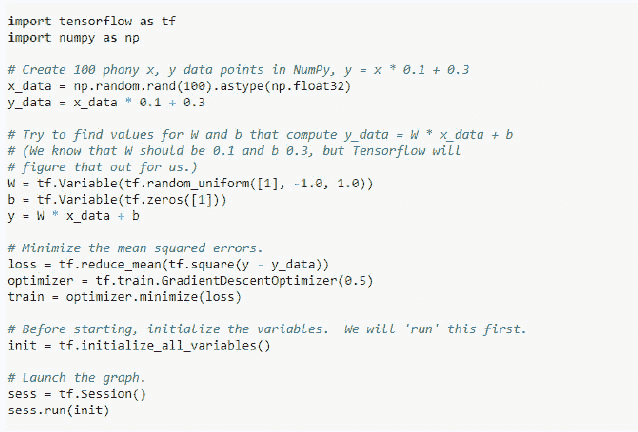 import tensorflow as tf
import numpy as np
# Create 100 phony x, y data points in NumPy, y = x * 0.1 + 0.3
x_data = np.random.rand(100).astype(np.float32)
y_data = x_data * 0.1 + 0.3
# Try to find values for W and b that compute y_data = W * x_data + b
# (We know that W should be 0.1 and b 0.3, but Tensorflow will
# figure that out for us.)
W = tf.Variable(tf.random_uniform([1], -1.0, 1.0))
b = tf.Variable(tf.zeros([1]))
y = W * x_data + b
# Minimize the mean squared errors.
loss = tf.reduce_mean(tf.square(y - y_data))
optimizer = tf.train.GradientDescentOptimizer(0.5)
train = optimizer.minimize(loss)
# Before starting, initialize the variables.  We will 'run' this first.
init = tf.initialize_all_variables()
# Launch the graph.
sess = tf.Session()
sess.run(init)